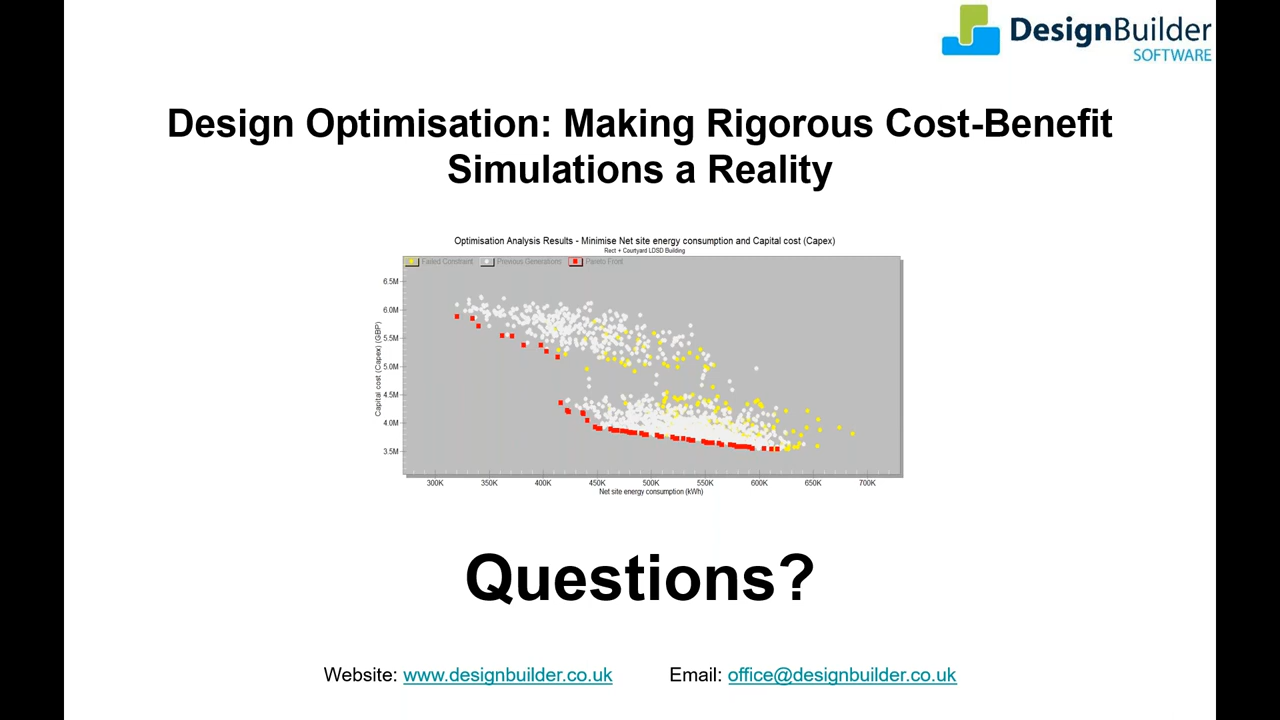 DesignBuilder
SOFTWARE
Design Optimisation: Making Rigorous Cost-Benefit
Simulations a Reality
Optimisation Analysis Results - Minimise Net site energy consumption and Capital cost (Capex)
Rect + Courtyard LDSD Building
Failed Constraint Previous Generations Pareto Front
6.5M
6.0M
5.5M
5.0M
4.5M
4.0M
3.5M
Capital cost (Capex) (GBP)
300K 350K 400K 450K 500K 550K 600K 650K 700K
Net site energy consumption (kWh)
Questions?
Website: www.designbuilder.co.uk Email: office@designbuilder.co.uk